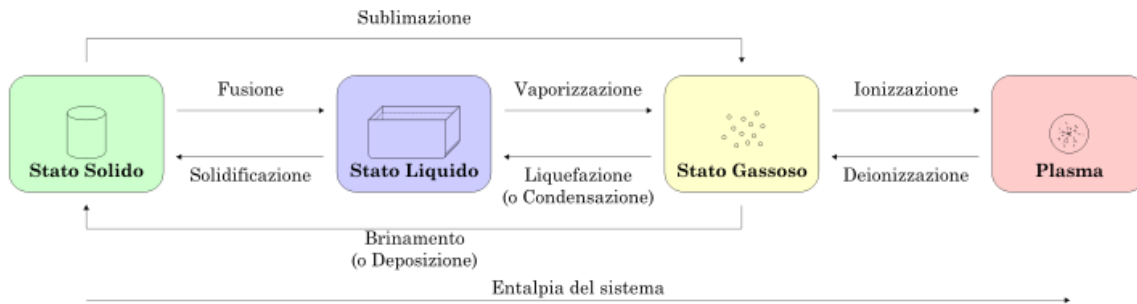 Sublimazione
Fusione
Vaporizzazione
Ionizzazione
Stato Solido
Stato Liquido
Stato Gassoso
Plasma
Solidificazione
Liquefazione
(o Condensazione)
Deionizzazione
Brinamento
(o Deposizione)
Entalpia del sistema